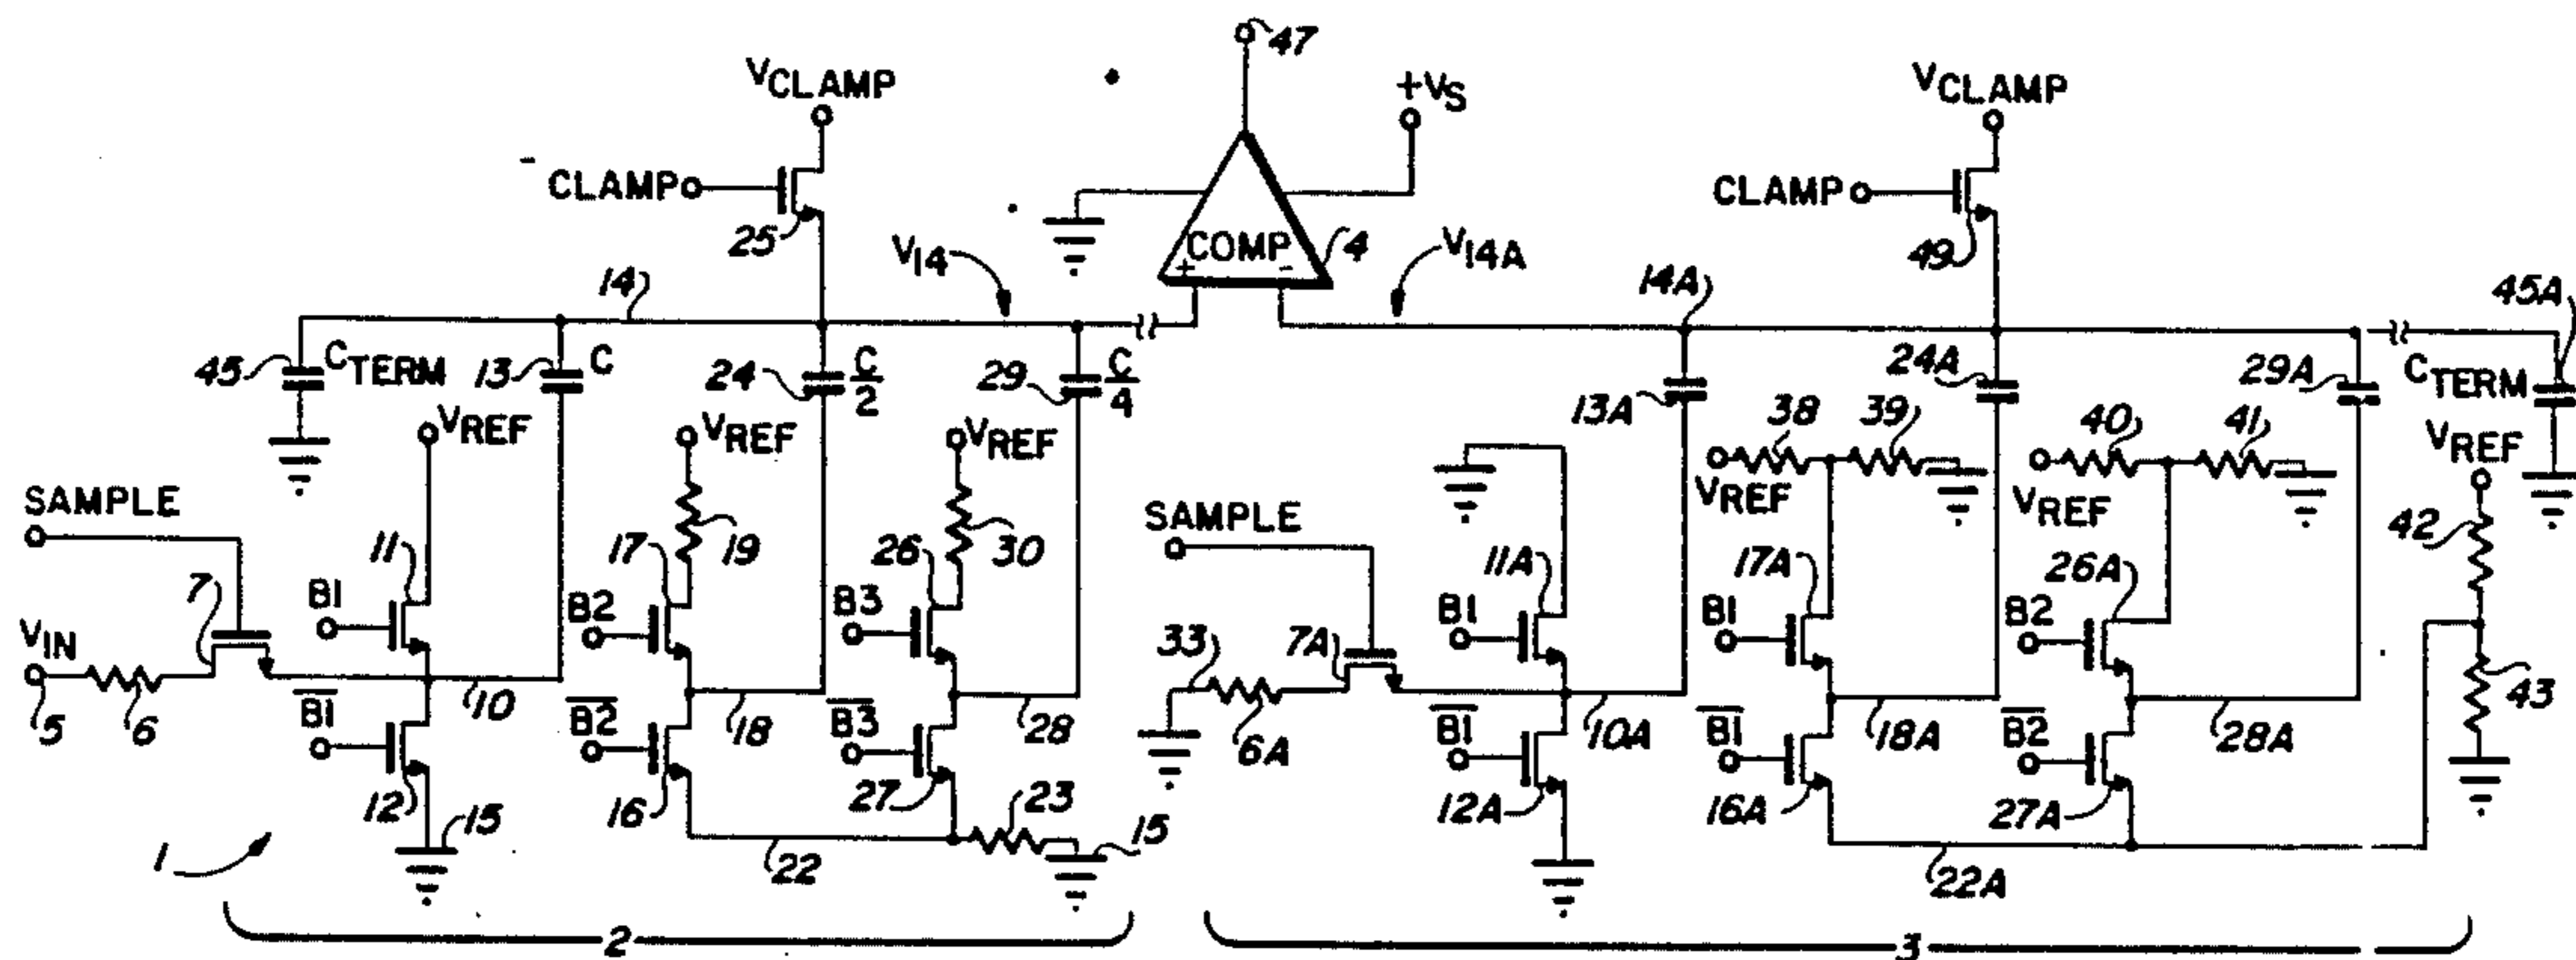 47
VCLAMP
+VS
VCLAMP
CLAMP
25
COMP
+ -
4
CLAMP
49
V14
V14A
14
14A
45A
45
CTERM
13
C
24
C/2
29
C/4
13A
24A
29A
CTERM
VREF
VREF
VREF
38
39
40
41
VREF
VREF
VREF
42
SAMPLE
11
17
19
26
30
SAMPLE
11A
17A
26A
7
B1
B2
B3
33
7A
B1
B1
B2
VIN
5
6
B1
10
B2
18
B3
28
6A
B1
10A
B1
18A
B2
28A
43
12
15
16
27
23
15
12A
16A
27A
1
22
22A
2
3